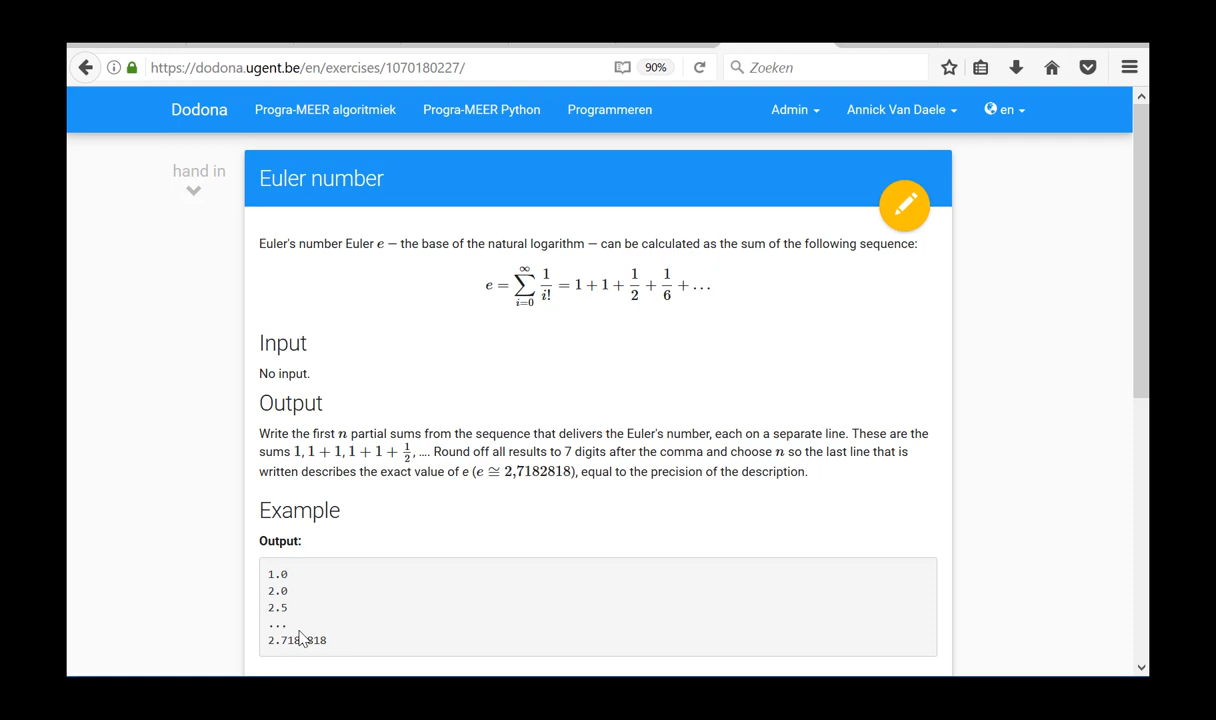 https://dodona.ugent.be/en/exercises/1070180227/ 90% Zoeken
Dodona Progra-MEER algoritmiek Progra-MEER Python Programmeren Admin Annick Van Daele en
hand in
Euler number
Euler's number Euler e – the base of the natural logarithm – can be calculated as the sum of the following sequence:
e = ∑_{i=0}^{∞} 1/i! = 1 + 1 + 1/2 + 1/6 + ...
Input
No input.
Output
Write the first n partial sums from the sequence that delivers the Euler's number, each on a separate line. These are the
sums 1, 1 + 1, 1 + 1 + 1/2, .... Round off all results to 7 digits after the comma and choose n so the last line that is
written describes the exact value of e (e ≅ 2,7182818), equal to the precision of the description.
Example
Output:
1.0
2.0
2.5
...